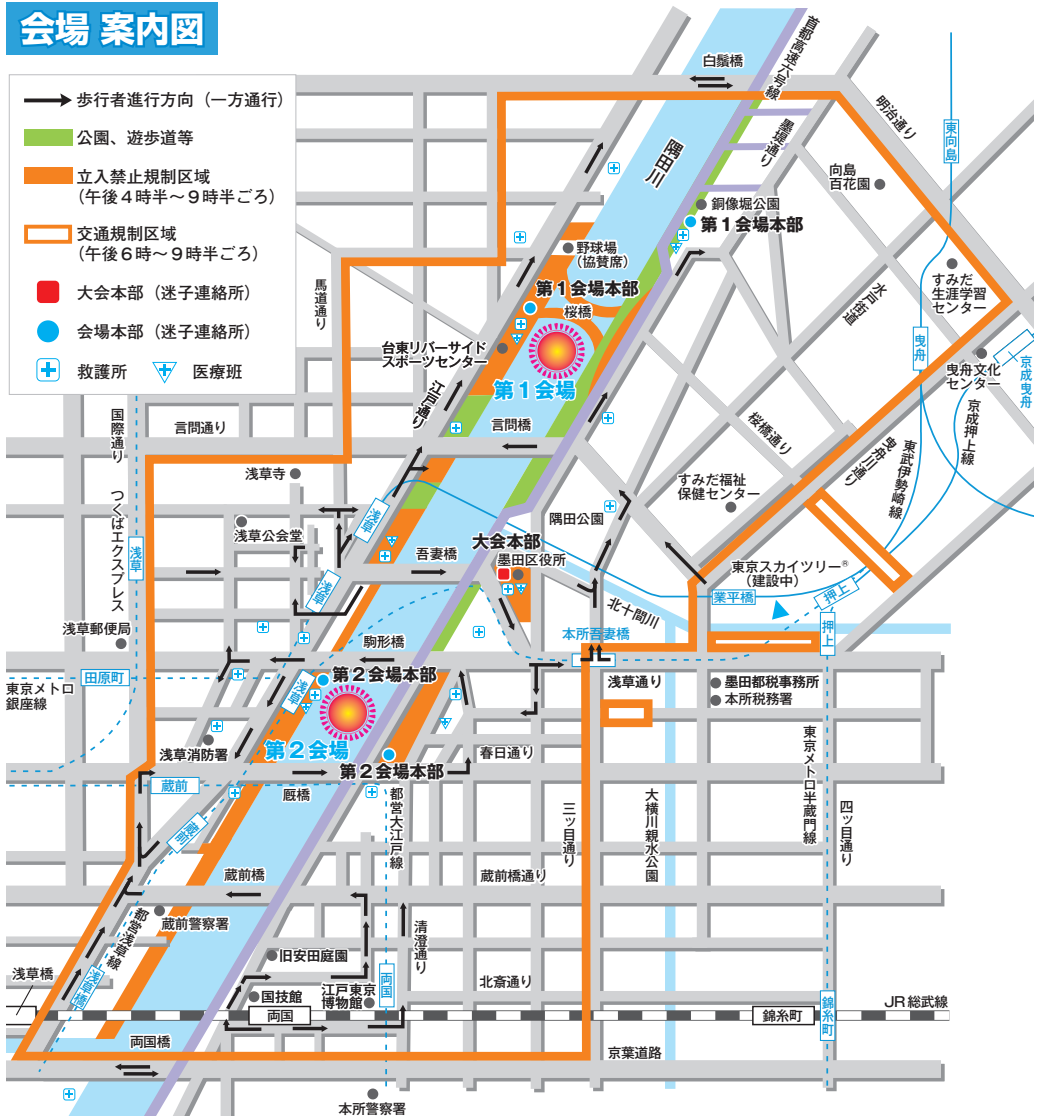 会場 案内図
歩行者進行方向（一方通行）
公園、遊歩道等
立入禁止規制区域
（午後４時半～９時半ごろ）
交通規制区域
（午後６時～９時半ごろ）
大会本部（迷子連絡所）
会場本部（迷子連絡所）
救護所
医療班
白鬚橋
首都高速六号線
墨堤通り
明治通り
東向島
隅田川
向島
百花園
銅像堀公園
第１会場本部
野球場
（協賛席）
すみだ
生涯学習
センター
水戸街道
馬道通り
第１会場本部
桜橋
台東リバーサイド
スポーツセンター
第１会場
江戸通り
曳舟
曳舟文化
センター
京成曳舟
京成押上線
国際通り
言問通り
言問橋
桜橋通り
曳舟川通り
東武伊勢崎線
浅草寺
すみだ福祉
保健センター
つくばエクスプレス
浅草
浅草公会堂
浅草
隅田公園
吾妻橋
大会本部
墨田区役所
東京スカイツリー®
（建設中）
浅草
業平橋
押上
北十間川
浅草郵便局
駒形橋
本所吾妻橋
押上
田原町
東京メトロ
銀座線
第２会場本部
浅草
浅草通り
墨田都税事務所
本所税務署
浅草消防署
第２会場
春日通り
第２会場本部
蔵前
厩橋
都営大江戸線
三ッ目通り
大横川親水公園
東京メトロ半蔵門線
四ッ目通り
蔵前
蔵前橋
蔵前橋通り
蔵前警察署
都営浅草線
清澄通り
旧安田庭園
浅草橋
浅草橋
北斎通り
国技館
江戸東京
博物館
両国
両国
JR総武線
錦糸町
錦糸町
両国橋
京葉道路
本所警察署